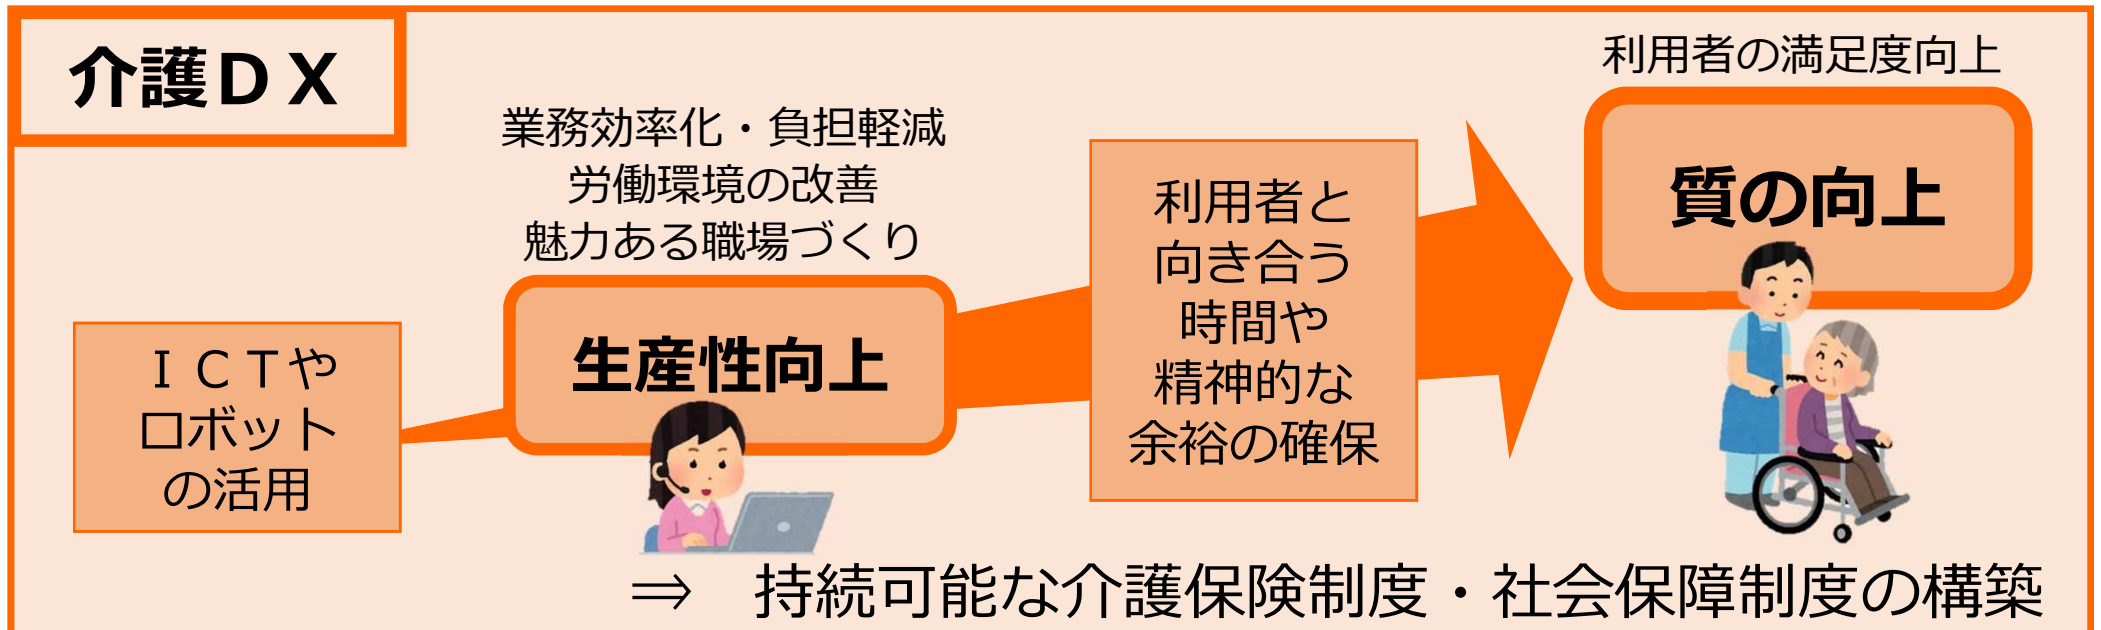 介護ＤＸ
ＩＣＴや
ロボット
の活用
業務効率化・負担軽減
労働環境の改善
魅力ある職場づくり
生産性向上
利用者と
向き合う
時間や
精神的な
余裕の確保
利用者の満足度向上
質の向上
⇒　持続可能な介護保険制度・社会保障制度の構築